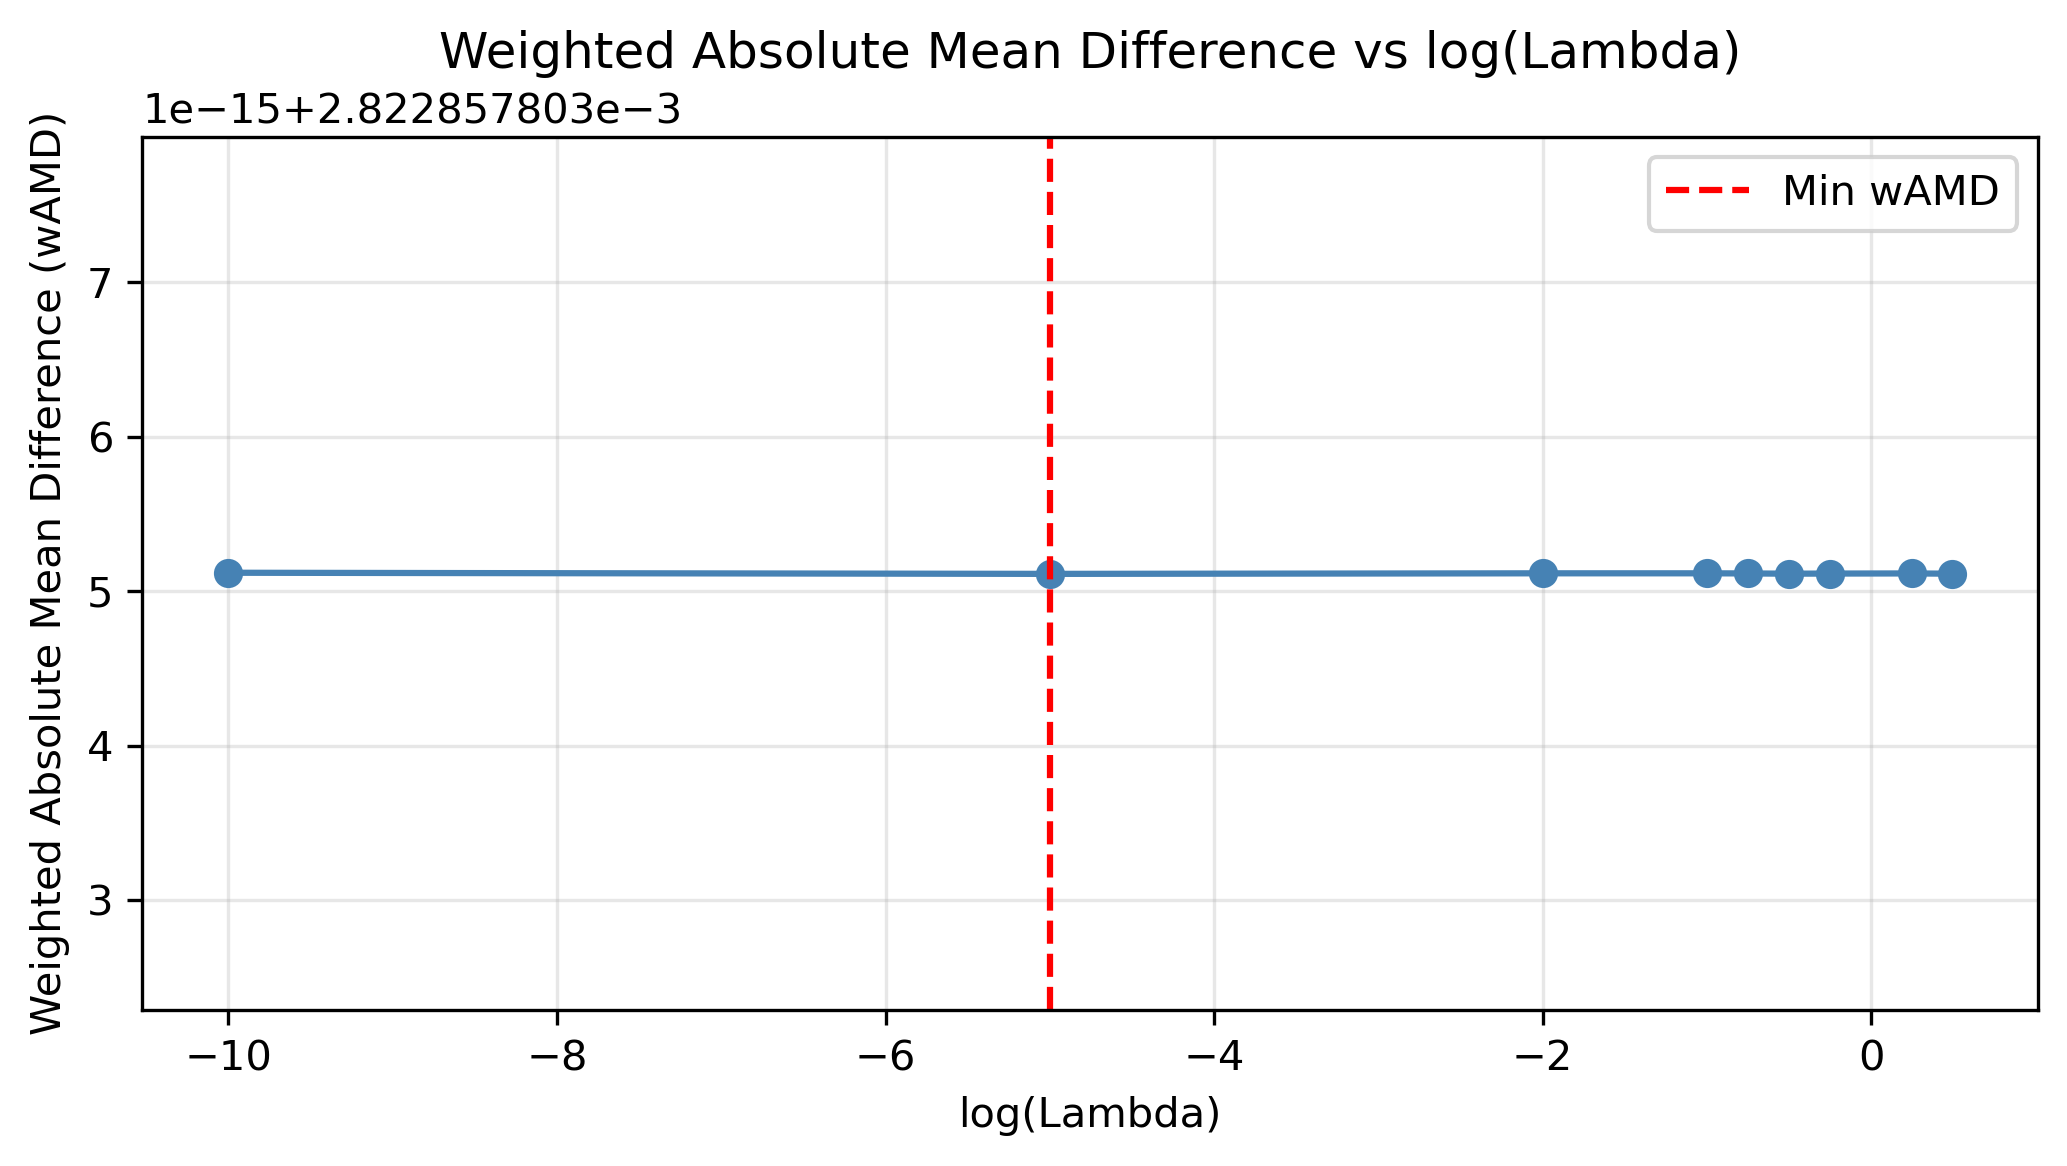 Weighted Absolute Mean Difference vs log(Lambda)
1e−15+2.822857803e−3
Weighted Absolute Mean Difference (wAMD)
Min wAMD
7
6
5
4
3
−10
−8
−6
−4
−2
0
log(Lambda)